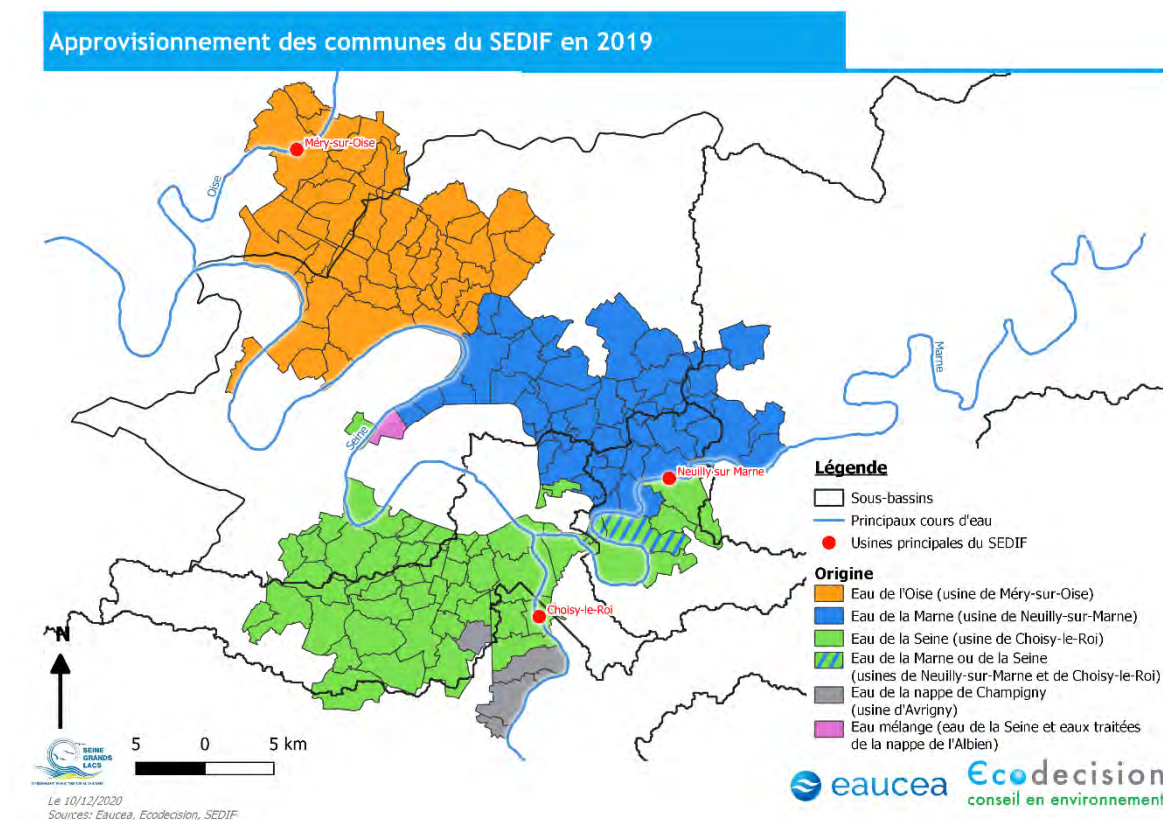 Approvisionnement des communes du SEDIF en 2019
Méry-sur-Oise
Oise
Marne
Seine
Neuilly sur Marne
Choisy-le-Roi
Légende
Sous-bassins
Principaux cours d'eau
Usines principales du SEDIF
Origine
Eau de l'Oise (usine de Méry-sur-Oise)
Eau de la Marne (usine de Neuilly-sur-Marne)
Eau de la Seine (usine de Choisy-le-Roi)
Eau de la Marne ou de la Seine
(usines de Neuilly-sur-Marne et de Choisy-le-Roi)
Eau de la nappe de Champigny
(usine d'Avrigny)
Eau mélange (eau de la Seine et eaux traitées
de la nappe de l'Albien)
N
5 0 5 km
SEINE
GRANDS
LACS
eaucea
Ecodecision
conseil en environnement
Le 10/12/2020
Sources: Eaucea, Ecodecision, SEDIF